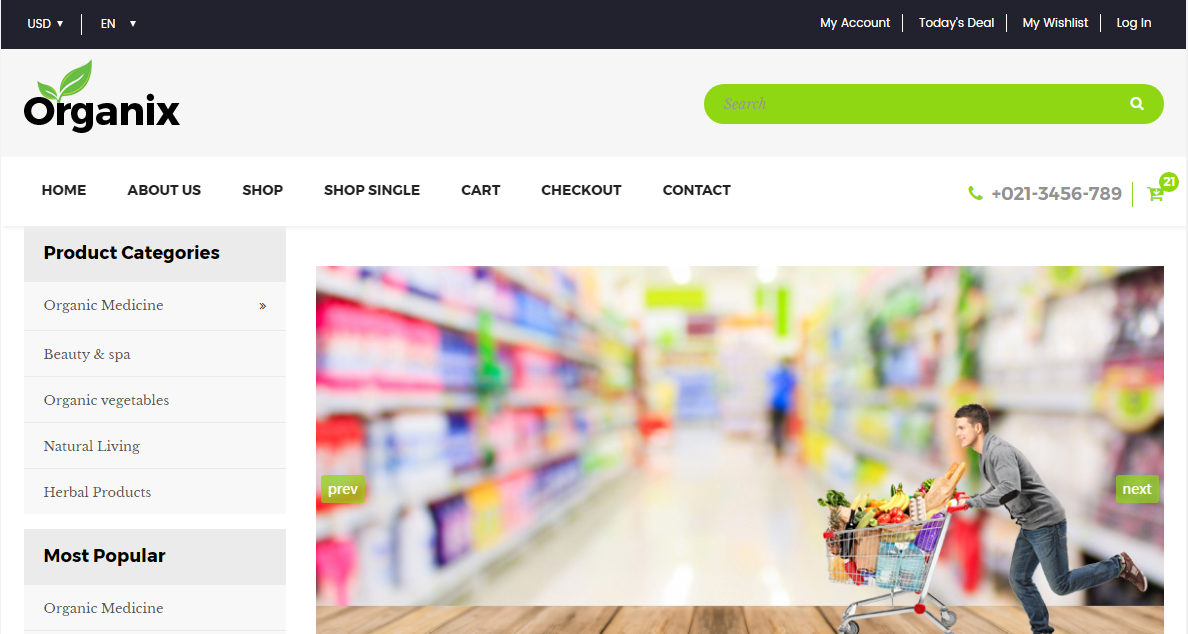 USD ▾ EN ▾ My Account Today's Deal My Wishlist Log In
Organix
Search
HOME ABOUT US SHOP SHOP SINGLE CART CHECKOUT CONTACT +021-3456-789 21
Product Categories
Organic Medicine »
Beauty & spa
Organic vegetables
Natural Living
Herbal Products
prev next
Most Popular
Organic Medicine